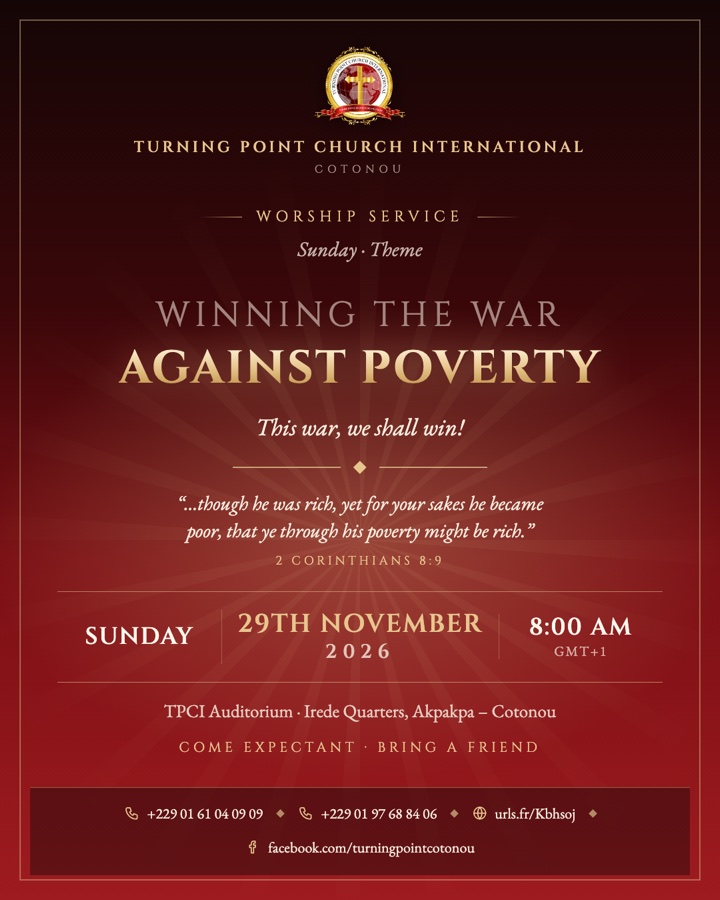 TURNING POINT CHURCH INTERNATIONAL
TURNING POINT CHURCH INTERNATIONAL
COTONOU
WORSHIP SERVICE
Sunday · Theme
WINNING THE WAR
AGAINST POVERTY
This war, we shall win!
“...though he was rich, yet for your sakes he became
poor, that ye through his poverty might be rich.”
2 CORINTHIANS 8:9
SUNDAY
29TH NOVEMBER
2026
8:00 AM
GMT+1
TPCI Auditorium · Irede Quarters, Akpakpa – Cotonou
COME EXPECTANT · BRING A FRIEND
+229 01 61 04 09 09 ◆ +229 01 97 68 84 06 ◆ urls.fr/Kbhsoj ◆
facebook.com/turningpointcotonou